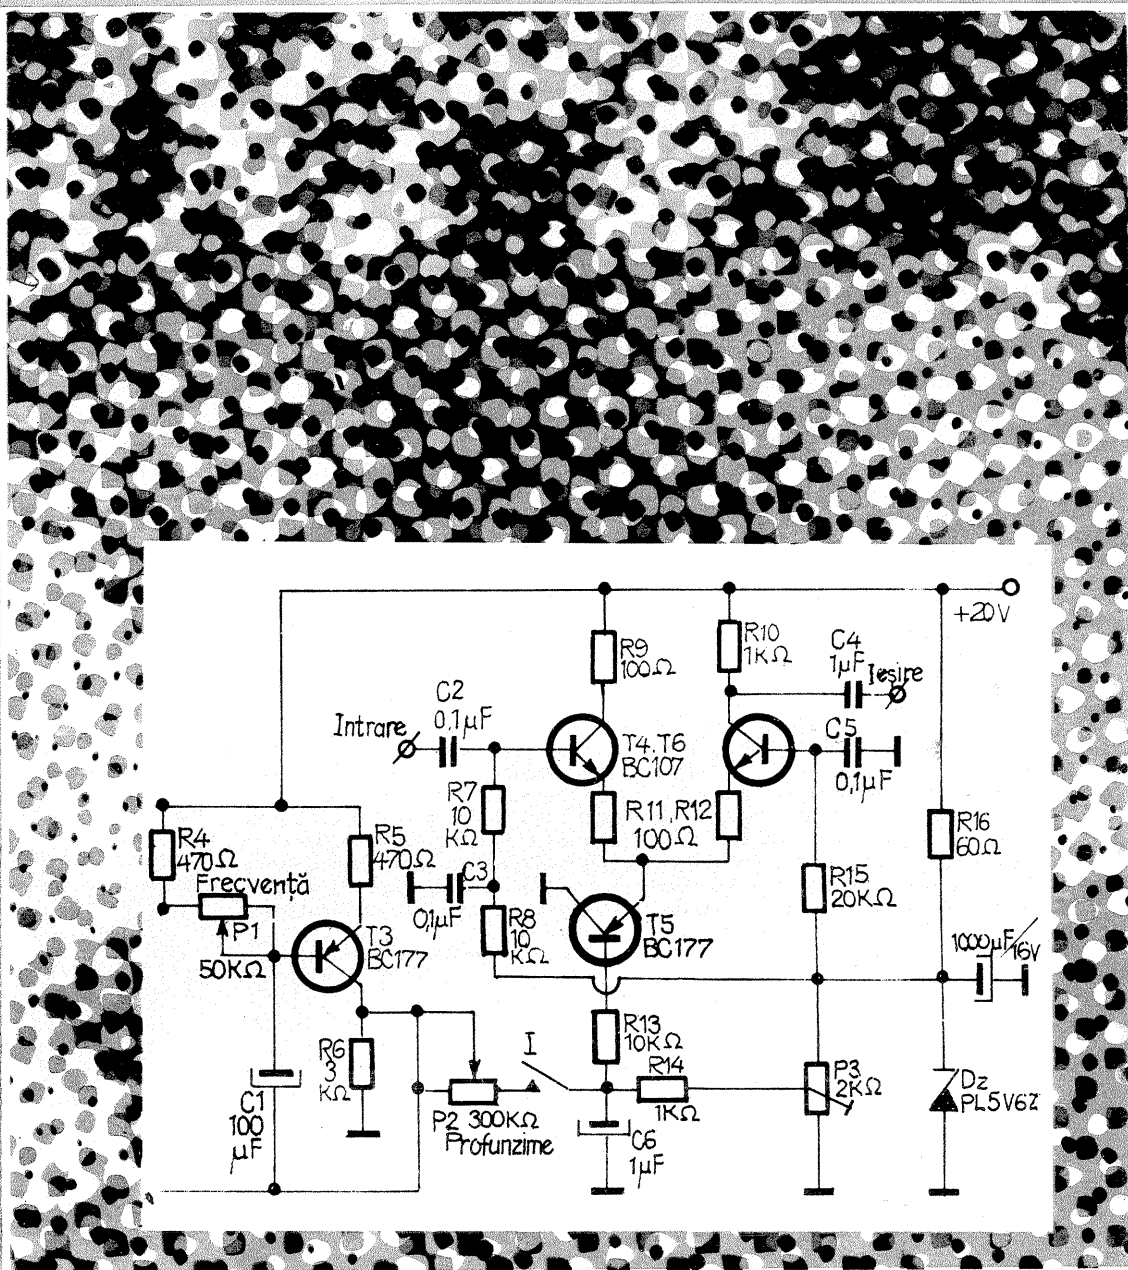 +20V
R9
100Ω
R10
1KΩ
C4
1µF
Ieșire
C2
0,1µF
Intrare
T4.T6
BC107
C5
0,1µF
R7
10
KΩ
R11,R12
100Ω
R16
60Ω
R4
470Ω
R5
470Ω
Frecvență
P1
50KΩ
C3
0,1µF
R8
10
KΩ
T5
BC177
R15
20KΩ
T3
BC177
1000µF/16V
R6
3
KΩ
I
R13
10KΩ
R14
1KΩ
P3
2KΩ
Dz
PL5V6Z
C1
100
µF
P2 300KΩ
Profunzime
C6
1µF